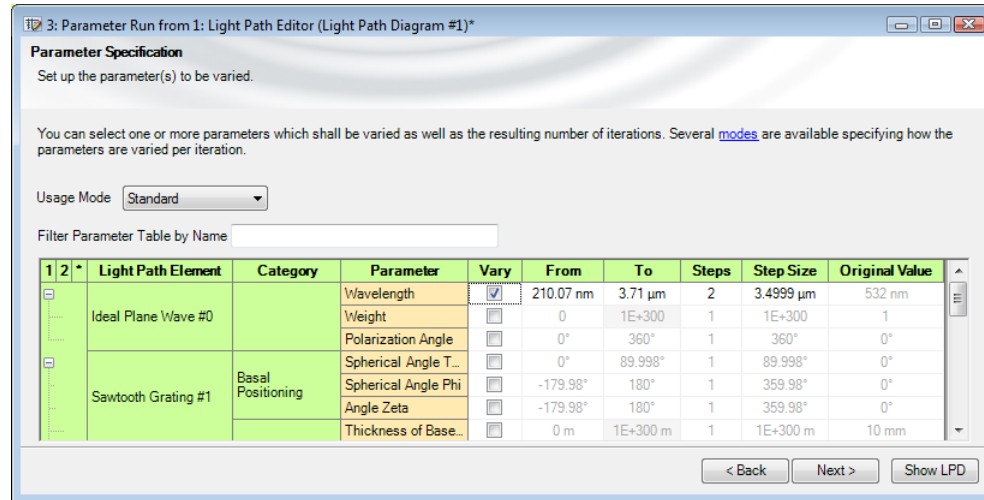 3: Parameter Run from 1: Light Path Editor (Light Path Diagram #1)*
Parameter Specification
Set up the parameter(s) to be varied.
You can select one or more parameters which shall be varied as well as the resulting number of iterations. Several modes are available specifying how the
parameters are varied per iteration.
Usage Mode Standard
Filter Parameter Table by Name
1 2 * Light Path Element Category Parameter Vary From To Steps Step Size Original Value
Ideal Plane Wave #0
Wavelength 210.07 nm 3.71 µm 2 3.4999 µm 532 nm
Weight 0 1E+300 1 1E+300 1
Polarization Angle 0° 360° 1 360° 0°
Sawtooth Grating #1
Basal
Positioning
Spherical Angle T... 0° 89.998° 1 89.998° 0°
Spherical Angle Phi -179.98° 180° 1 359.98° 0°
Angle Zeta -179.98° 180° 1 359.98° 0°
Thickness of Base... 0 m 1E+300 m 1 1E+300 m 10 mm
< Back Next > Show LPD